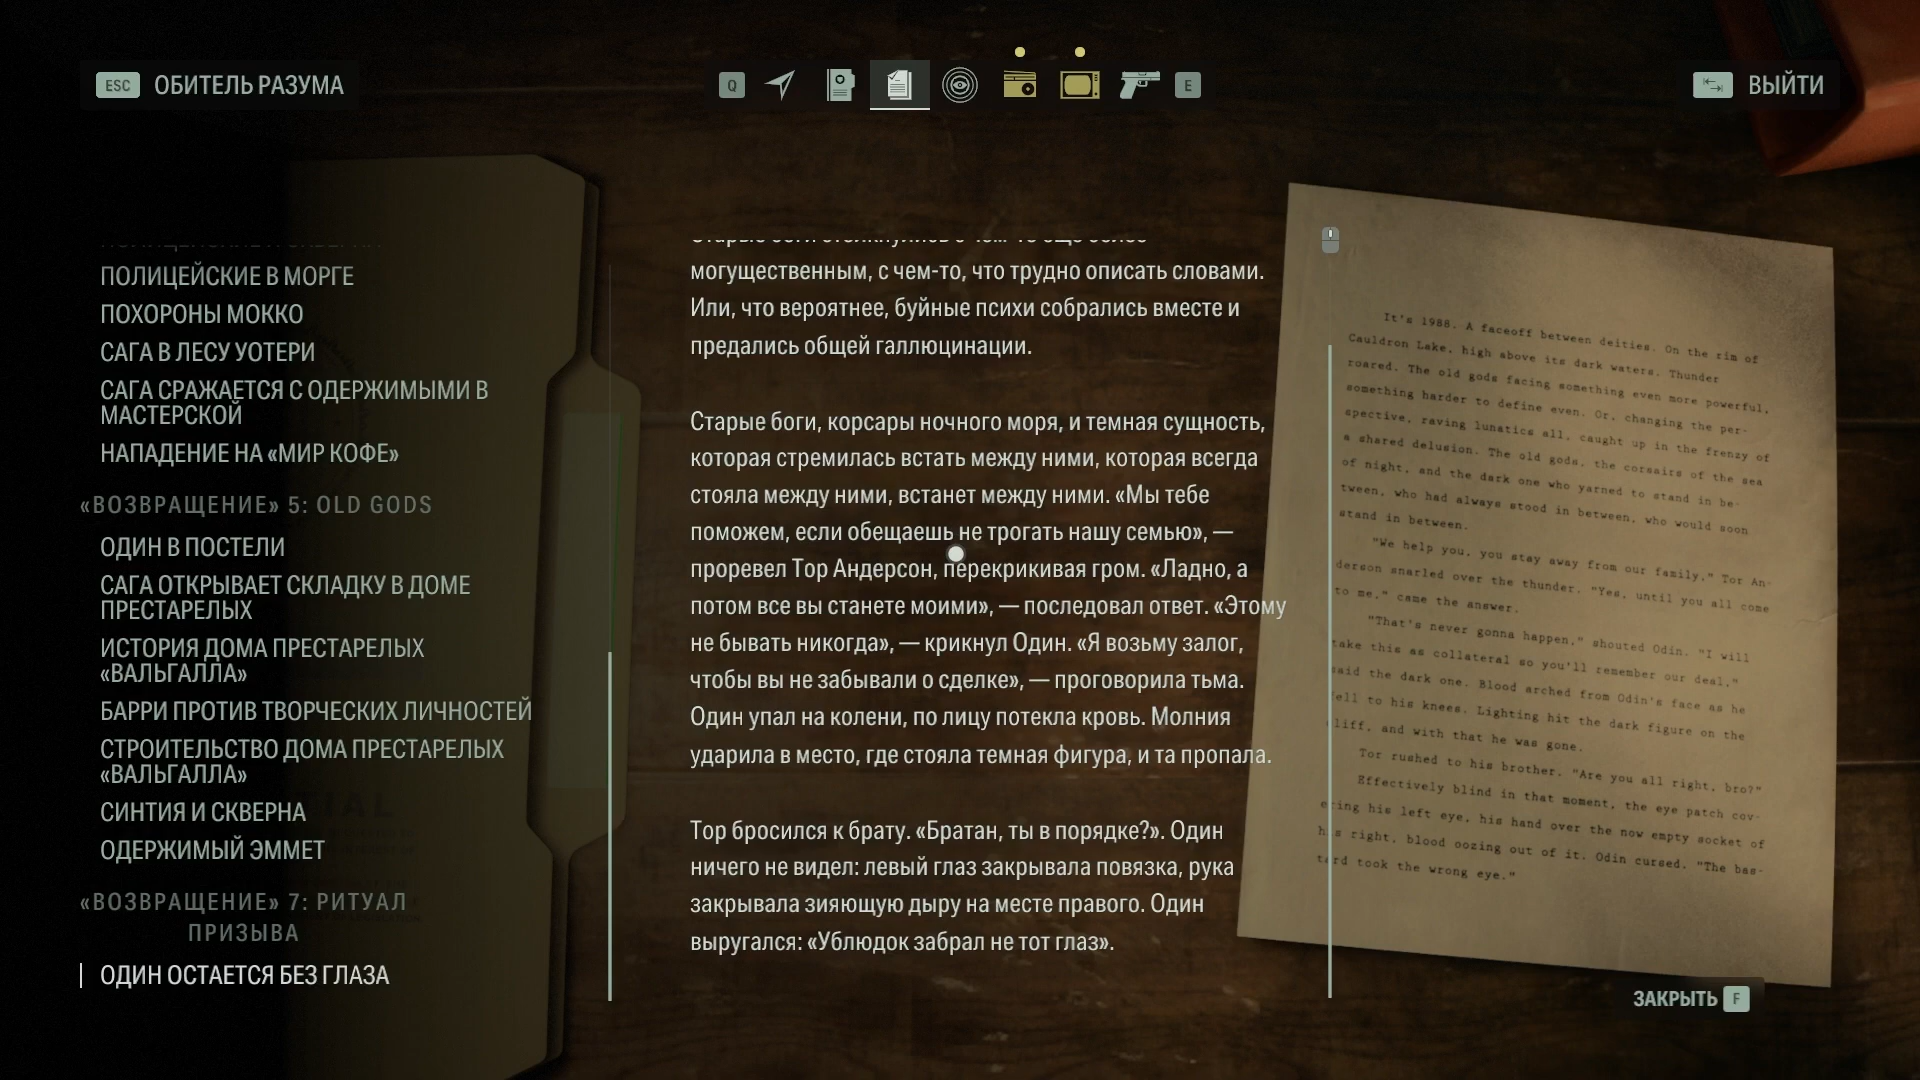 ESC ОБИТЕЛЬ РАЗУМА
Q
E
ВЫЙТИ
ПОЛИЦЕЙСКИЕ В МОРГЕ
ПОХОРОНЫ МОККО
САГА В ЛЕСУ УОТЕРИ
САГА СРАЖАЕТСЯ С ОДЕРЖИМЫМИ В
МАСТЕРСКОЙ
НАПАДЕНИЕ НА «МИР КОФЕ»
«ВОЗВРАЩЕНИЕ» 5: OLD GODS
ОДИН В ПОСТЕЛИ
САГА ОТКРЫВАЕТ СКЛАДКУ В ДОМЕ
ПРЕСТАРЕЛЫХ
ИСТОРИЯ ДОМА ПРЕСТАРЕЛЫХ
«ВАЛЬГАЛЛА»
БАРРИ ПРОТИВ ТВОРЧЕСКИХ ЛИЧНОСТЕЙ
СТРОИТЕЛЬСТВО ДОМА ПРЕСТАРЕЛЫХ
«ВАЛЬГАЛЛА»
СИНТИЯ И СКВЕРНА
ОДЕРЖИМЫЙ ЭММЕТ
«ВОЗВРАЩЕНИЕ» 7: РИТУАЛ
ПРИЗЫВА
ОДИН ОСТАЕТСЯ БЕЗ ГЛАЗА
могущественным, с чем-то, что трудно описать словами.
Или, что вероятнее, буйные психи собрались вместе и
предались общей галлюцинации.
Старые боги, корсары ночного моря, и темная сущность,
которая стремилась встать между ними, которая всегда
стояла между ними, встанет между ними. «Мы тебе
поможем, если обещаешь не трогать нашу семью», —
проревел Тор Андерсон, перекрикивая гром. «Ладно, а
потом все вы станете моими», — последовал ответ. «Этому
не бывать никогда», — крикнул Один. «Я возьму залог,
чтобы вы не забывали о сделке», — проговорила тьма.
Один упал на колени, по лицу потекла кровь. Молния
ударила в место, где стояла темная фигура, и та пропала.
Тор бросился к брату. «Братан, ты в порядке?». Один
ничего не видел: левый глаз закрывала повязка, рука
закрывала зияющую дыру на месте правого. Один
выругался: «Ублюдок забрал не тот глаз».
It's 1988. A faceoff between deities. On the rim of
Cauldron Lake, high above its dark waters. Thunder
roared. The old gods facing something even more powerful,
something harder to define even. Or, changing the per-
spective, raving lunatics all, caught up in the frenzy of
a shared delusion. The old gods, the corsairs of the sea
of night, and the dark one who yarned to stand in be-
tween, who had always stood in between, who would soon
stand in between.
"We help you, you stay away from our family," Tor An-
derson snarled over the thunder. "Yes, until you all come
to me," came the answer.
"That's never gonna happen," shouted Odin. "I will
take this as collateral so you'll remember our deal,"
said the dark one. Blood arched from Odin's face as he
fell to his knees. Lighting hit the dark figure on the
cliff, and with that he was gone.
Tor rushed to his brother. "Are you all right, bro?"
Effectively blind in that moment, the eye patch cov-
ering his left eye, his hand over the now empty socket of
his right, blood oozing out of it, Odin cursed. "The bas-
tard took the wrong eye."
ЗАКРЫТЬ F